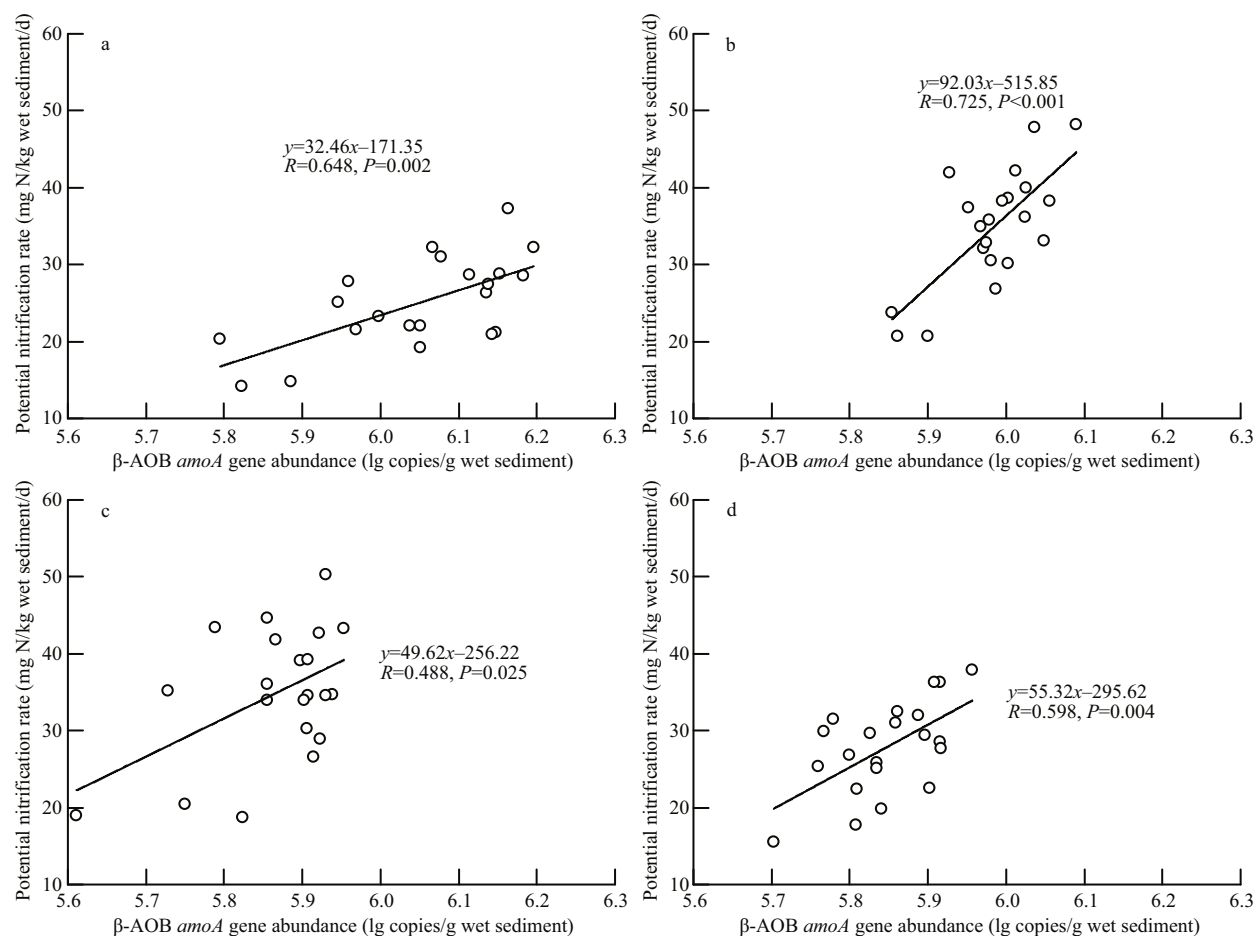 a
Potential nitrification rate (mg N/kg wet sediment/d)
60
50
40
30
20
10
y=32.46x–171.35
R=0.648, P=0.002
5.6 5.7 5.8 5.9 6.0 6.1 6.2 6.3
β-AOB amoA gene abundance (lg copies/g wet sediment)
b
Potential nitrification rate (mg N/kg wet sediment/d)
60
50
40
30
20
10
y=92.03x–515.85
R=0.725, P<0.001
5.6 5.7 5.8 5.9 6.0 6.1 6.2 6.3
β-AOB amoA gene abundance (lg copies/g wet sediment)
c
Potential nitrification rate (mg N/kg wet sediment/d)
60
50
40
30
20
10
y=49.62x–256.22
R=0.488, P=0.025
5.6 5.7 5.8 5.9 6.0 6.1 6.2 6.3
β-AOB amoA gene abundance (lg copies/g wet sediment)
d
Potential nitrification rate (mg N/kg wet sediment/d)
60
50
40
30
20
10
y=55.32x–295.62
R=0.598, P=0.004
5.6 5.7 5.8 5.9 6.0 6.1 6.2 6.3
β-AOB amoA gene abundance (lg copies/g wet sediment)